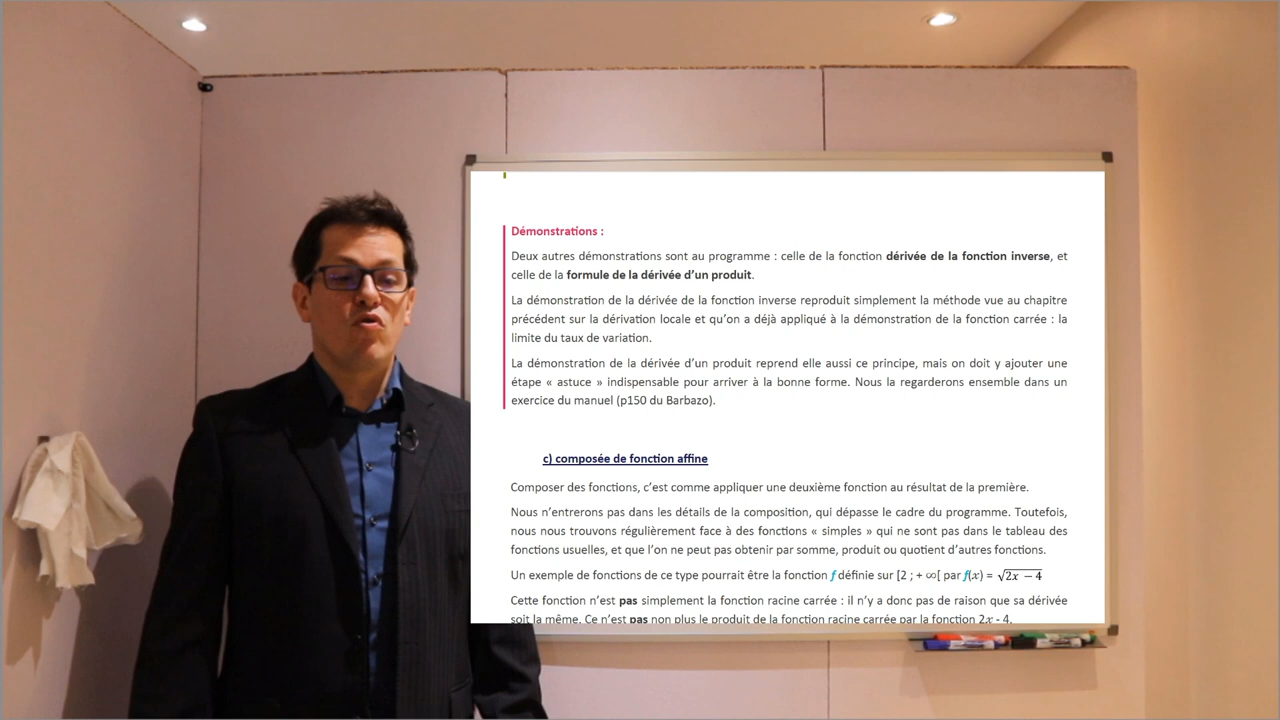 Démonstrations :
Deux autres démonstrations sont au programme : celle de la fonction dérivée de la fonction inverse, et
celle de la formule de la dérivée d'un produit.
La démonstration de la dérivée de la fonction inverse reproduit simplement la méthode vue au chapitre
précédent sur la dérivation locale et qu'on a déjà appliqué à la démonstration de la fonction carrée : la
limite du taux de variation.
La démonstration de la dérivée d'un produit reprend elle aussi ce principe, mais on doit y ajouter une
étape « astuce » indispensable pour arriver à la bonne forme. Nous la regarderons ensemble dans un
exercice du manuel (p150 du Barbazo).
c) composée de fonction affine
Composer des fonctions, c'est comme appliquer une deuxième fonction au résultat de la première.
Nous n'entrerons pas dans les détails de la composition, qui dépasse le cadre du programme. Toutefois,
nous nous trouvons régulièrement face à des fonctions « simples » qui ne sont pas dans le tableau des
fonctions usuelles, et que l'on ne peut pas obtenir par somme, produit ou quotient d'autres fonctions.
Un exemple de fonctions de ce type pourrait être la fonction f définie sur [2 ; + ∞[ par f(x) = √(2x − 4)
Cette fonction n'est pas simplement la fonction racine carrée : il n'y a donc pas de raison que sa dérivée
soit la même. Ce n'est pas non plus le produit de la fonction racine carrée par la fonction 2x - 4.